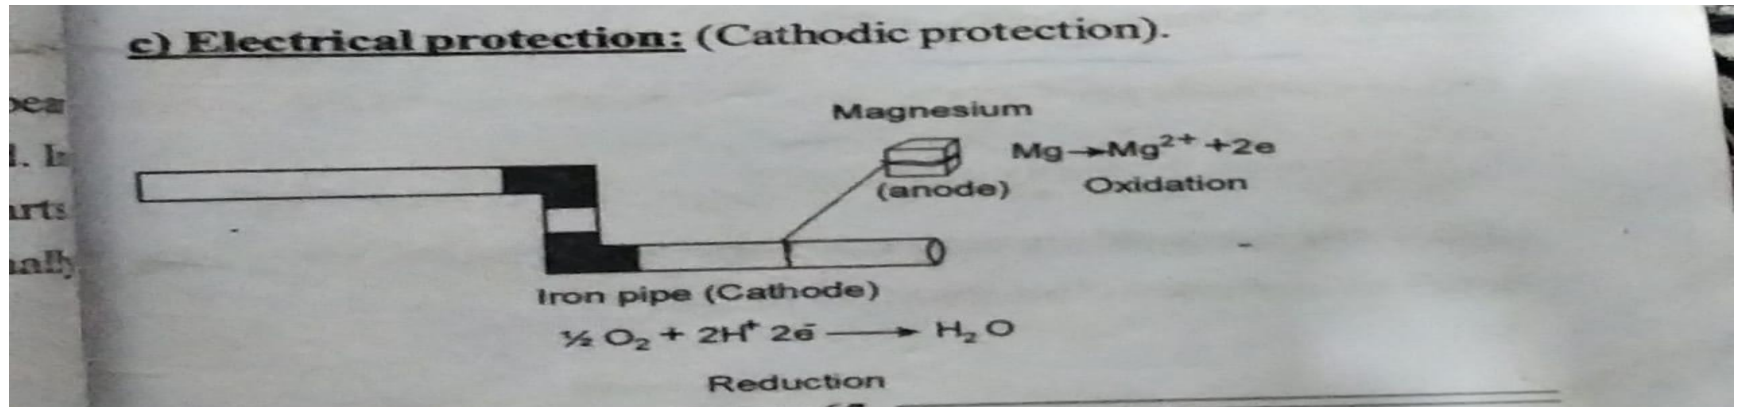 c) Electrical protection: (Cathodic protection).
Magnesium
Mg→Mg²⁺+2e
(anode) Oxidation
Iron pipe (Cathode)
½ O₂ + 2H⁺ 2ē → H₂O
Reduction